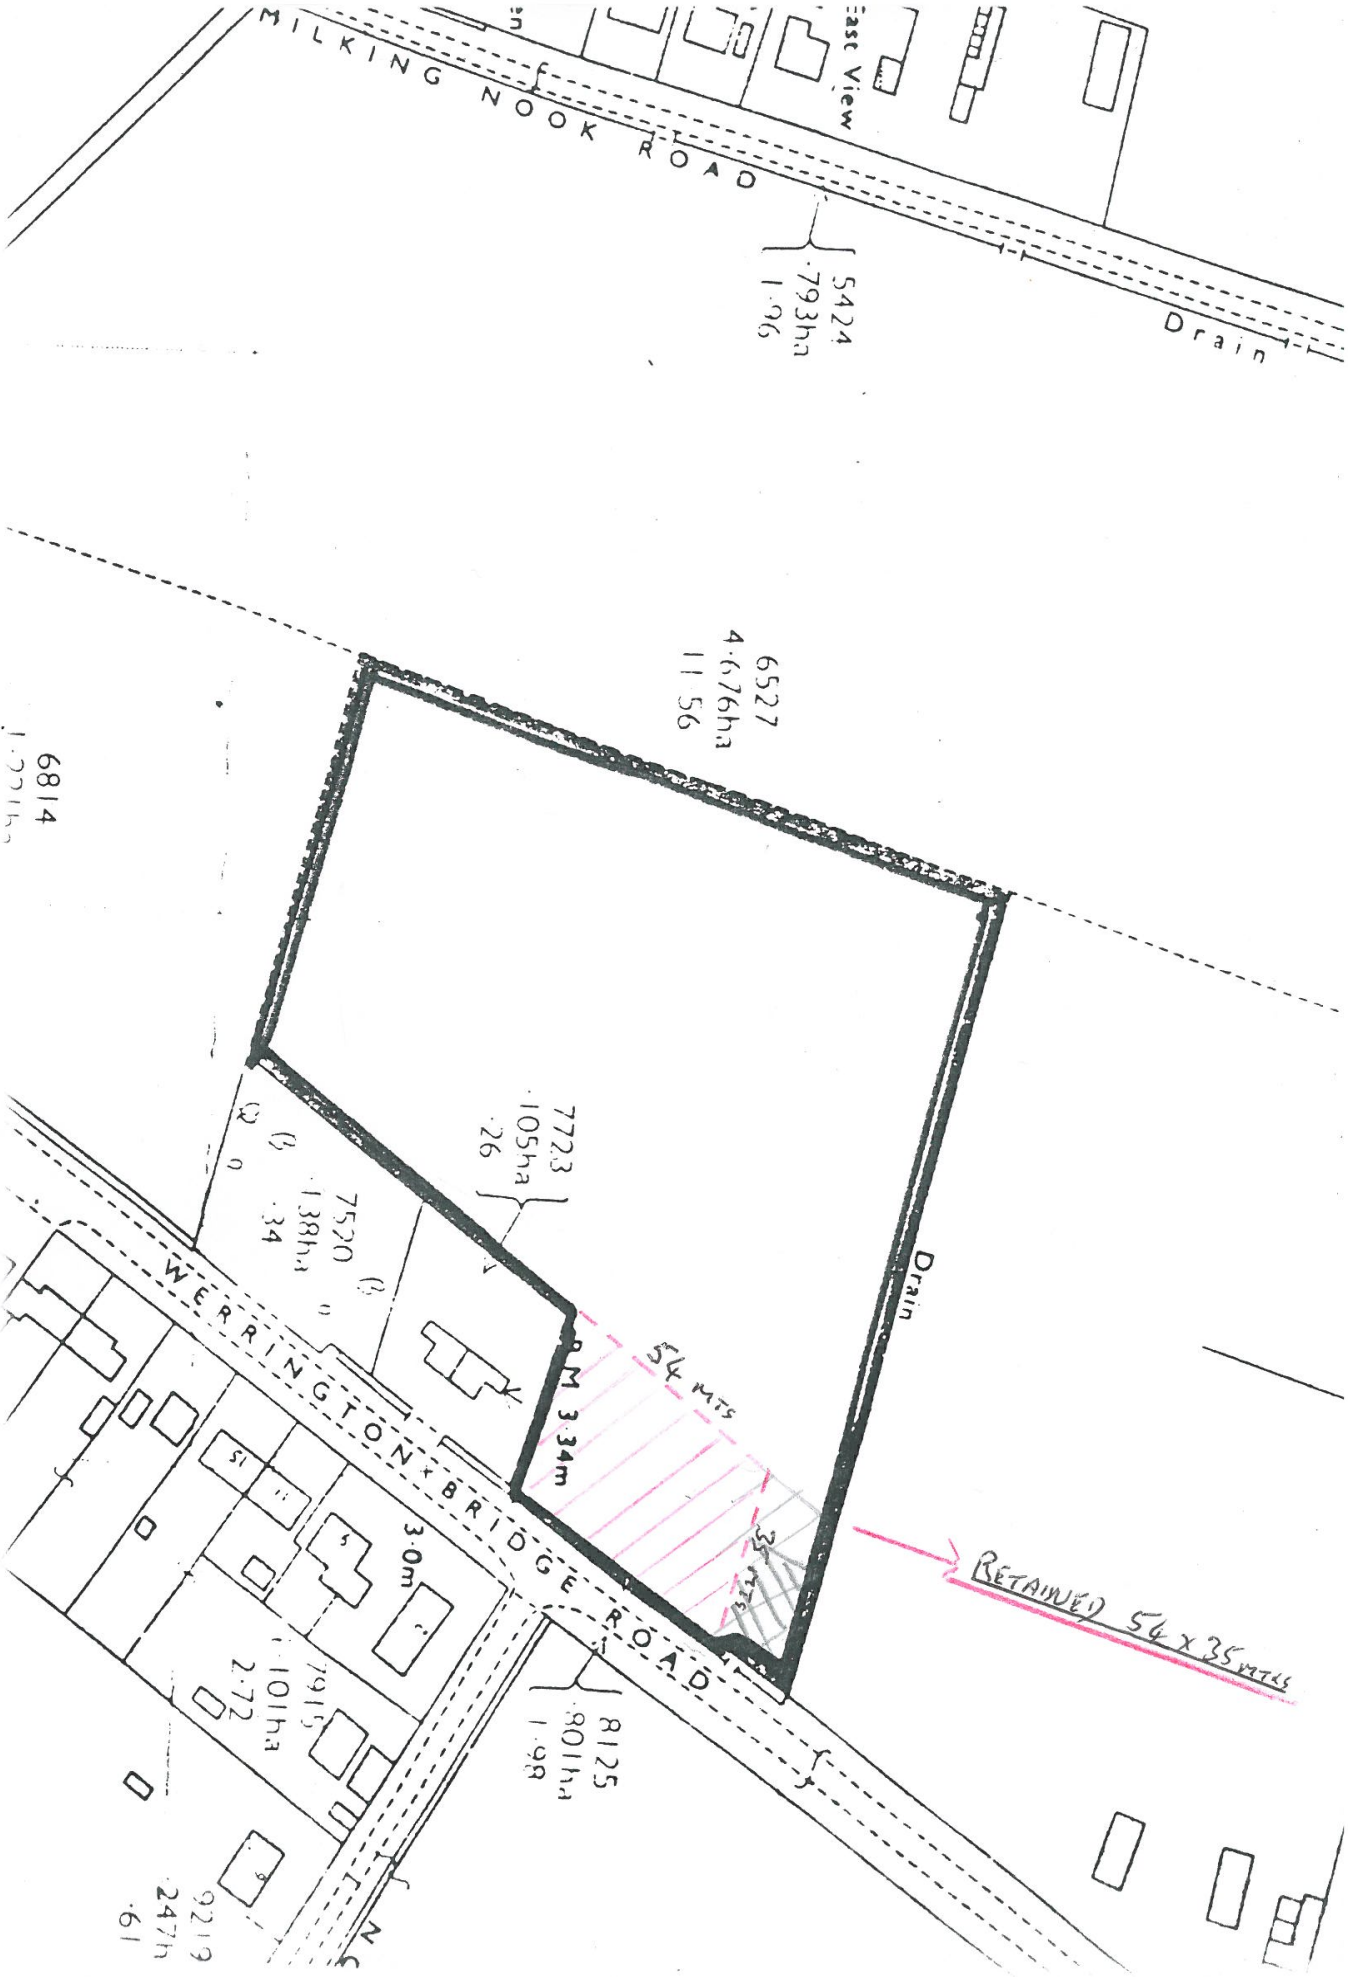 MILKING NOOK ROAD
East View
Drain
5424
·793ha
1·96
6527
4·676ha
11·56
6814
7723
·105ha
·26
7520
·138ha
·34
Drain
54 MTS
35 MTS
B M 3·34m
RETAINED 54 x 35 MTRS
WERRINGTON BRIDGE ROAD
3·0m
8125
·801ha
1·98
7915
1·101ha
2·72
9219
·247h
·61